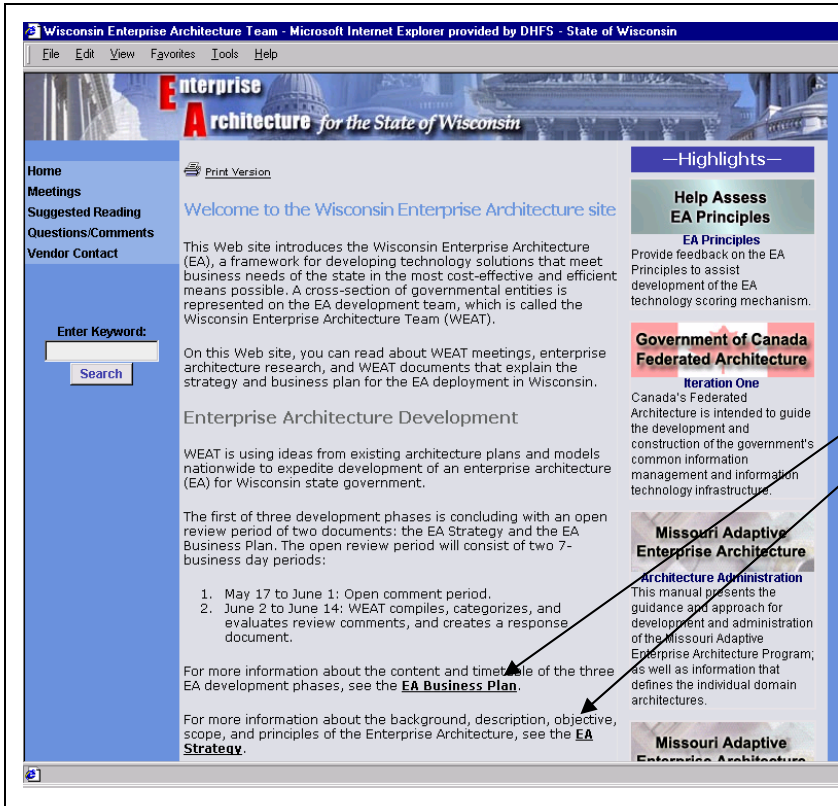 Wisconsin Enterprise Architecture Team - Microsoft Internet Explorer provided by DHFS - State of Wisconsin
File Edit View Favorites Tools Help
Enterprise
Architecture for the State of Wisconsin
Home
Meetings
Suggested Reading
Questions/Comments
Vendor Contact
Enter Keyword:
Search
Print Version
Welcome to the Wisconsin Enterprise Architecture site
This Web site introduces the Wisconsin Enterprise Architecture
(EA), a framework for developing technology solutions that meet
business needs of the state in the most cost-effective and efficient
means possible. A cross-section of governmental entities is
represented on the EA development team, which is called the
Wisconsin Enterprise Architecture Team (WEAT).
On this Web site, you can read about WEAT meetings, enterprise
architecture research, and WEAT documents that explain the
strategy and business plan for the EA deployment in Wisconsin.
Enterprise Architecture Development
WEAT is using ideas from existing architecture plans and models
nationwide to expedite development of an enterprise architecture
(EA) for Wisconsin state government.
The first of three development phases is concluding with an open
review period of two documents: the EA Strategy and the EA
Business Plan. The open review period will consist of two 7-
business day periods:
1. May 17 to June 1: Open comment period.
2. June 2 to June 14: WEAT compiles, categorizes, and
evaluates review comments, and creates a response
document.
For more information about the content and timetable of the three
EA development phases, see the EA Business Plan.
For more information about the background, description, objective,
scope, and principles of the Enterprise Architecture, see the EA
Strategy.
—Highlights—
Help Assess
EA Principles
EA Principles
Provide feedback on the EA
Principles to assist
development of the EA
technology scoring mechanism.
Government of Canada
Federated Architecture
Iteration One
Canada's Federated
Architecture is intended to guide
the development and
construction of the government's
common information
management and information
technology infrastructure.
Missouri Adaptive
Enterprise Architecture
Architecture Administration
This manual presents the
guidance and approach for
development and administration
of the Missouri Adaptive
Enterprise Architecture Program;
as well as information that
defines the individual domain
architectures.
Missouri Adaptive
Enterprise Architecture